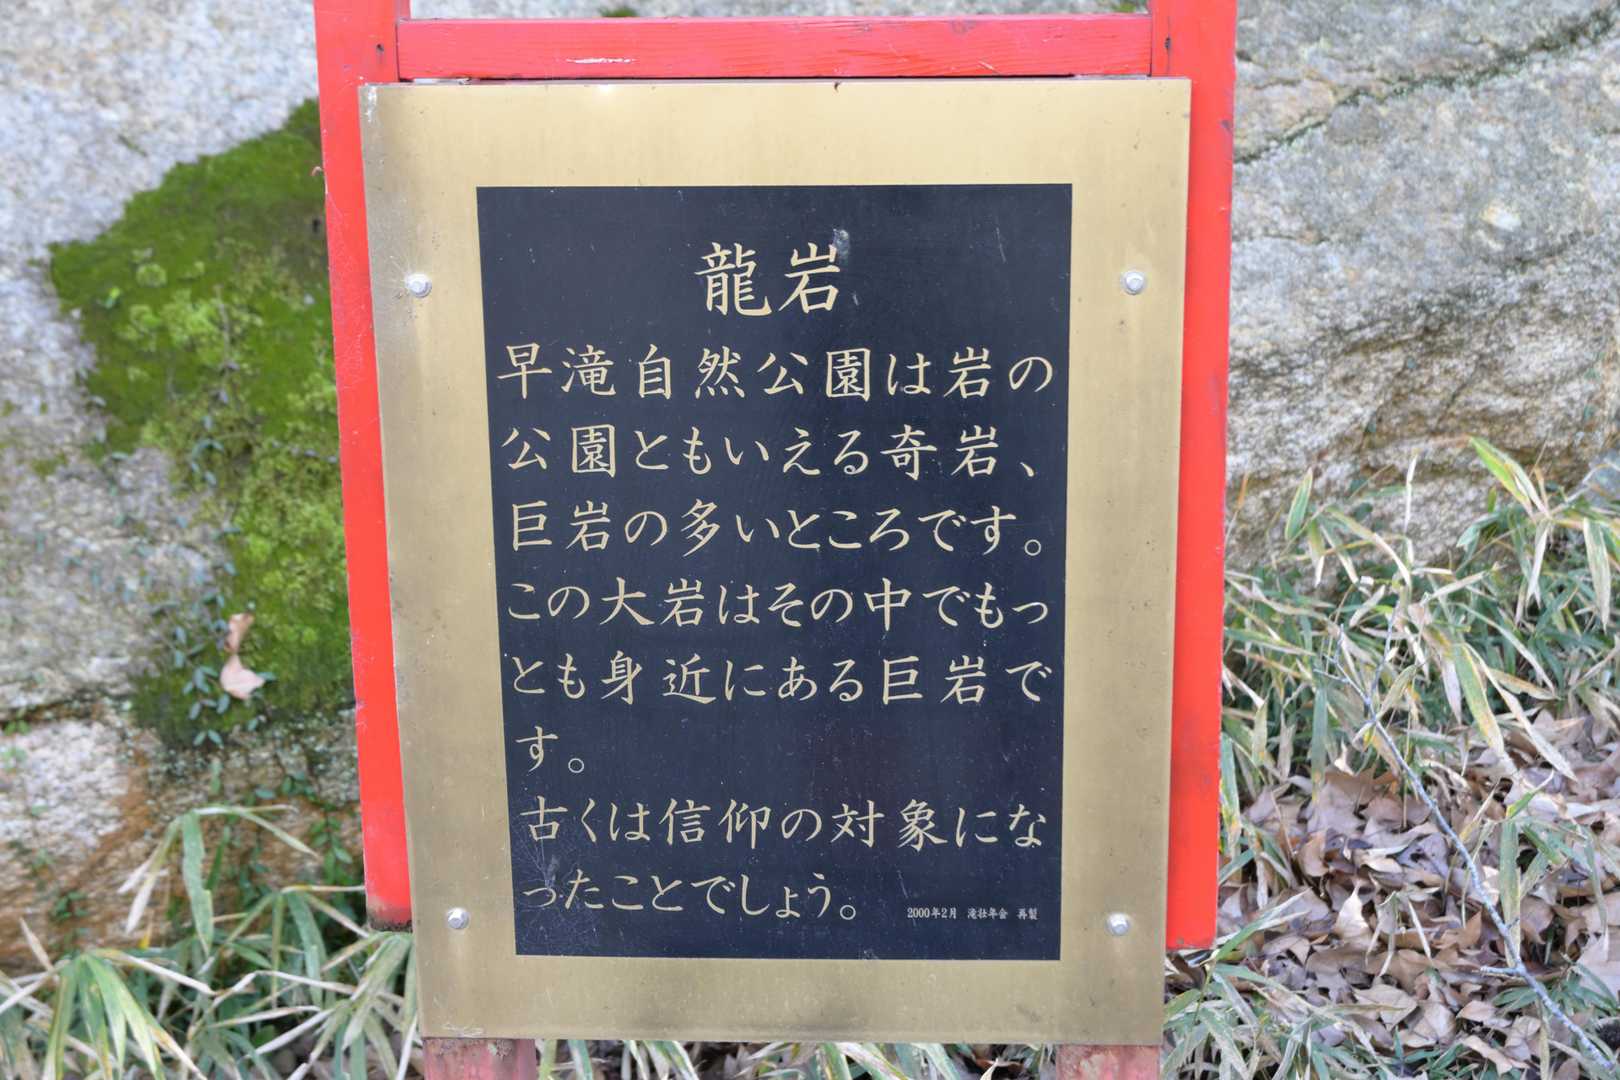 龍岩
早滝自然公園は岩の
公園ともいえる奇岩、
巨岩の多いところです。
この大岩はその中でもっ
とも身近にある巨岩で
す。
古くは信仰の対象にな
ったことでしょう。
2000年2月 滝壮年会 再製